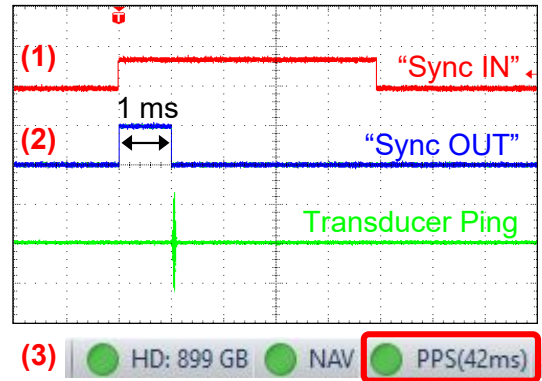 T
(1)
"Sync IN"
1 ms
(2)
"Sync OUT"
Transducer Ping
(3) HD: 899 GB NAV PPS(42ms)